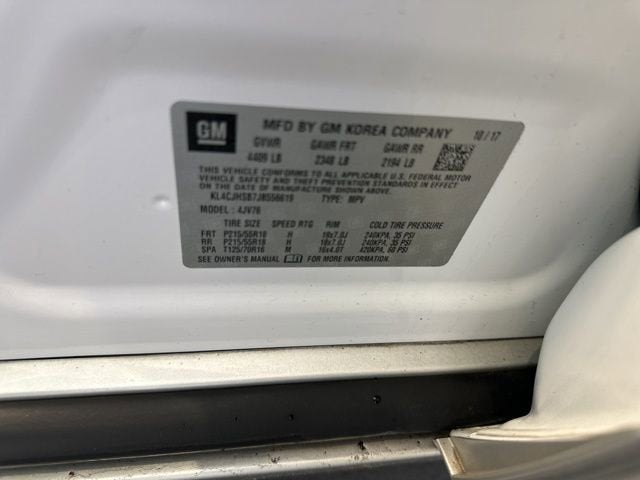 GM MFD BY GM KOREA COMPANY 10/17
GVWR GAWR FRT GAWR RR
4409 LB 2348 LB 2194 LB
THIS VEHICLE CONFORMS TO ALL APPLICABLE U.S. FEDERAL MOTOR
VEHICLE SAFETY AND THEFT PREVENTION STANDARDS IN EFFECT ON
THE DATE OF MANUFACTURE SHOWN ABOVE.
KL4CJHSB7JB556619 TYPE: MPV
MODEL: 4JV76
TIRE SIZE SPEED RTG RIM COLD TIRE PRESSURE
FRT P215/55R18 H 18x7.0J 240KPA, 35 PSI
RR P215/55R18 H 18x7.0J 240KPA, 35 PSI
SPA T125/70R16 M 16x4.0T 420KPA, 60 PSI
SEE OWNER'S MANUAL FOR MORE INFORMATION.